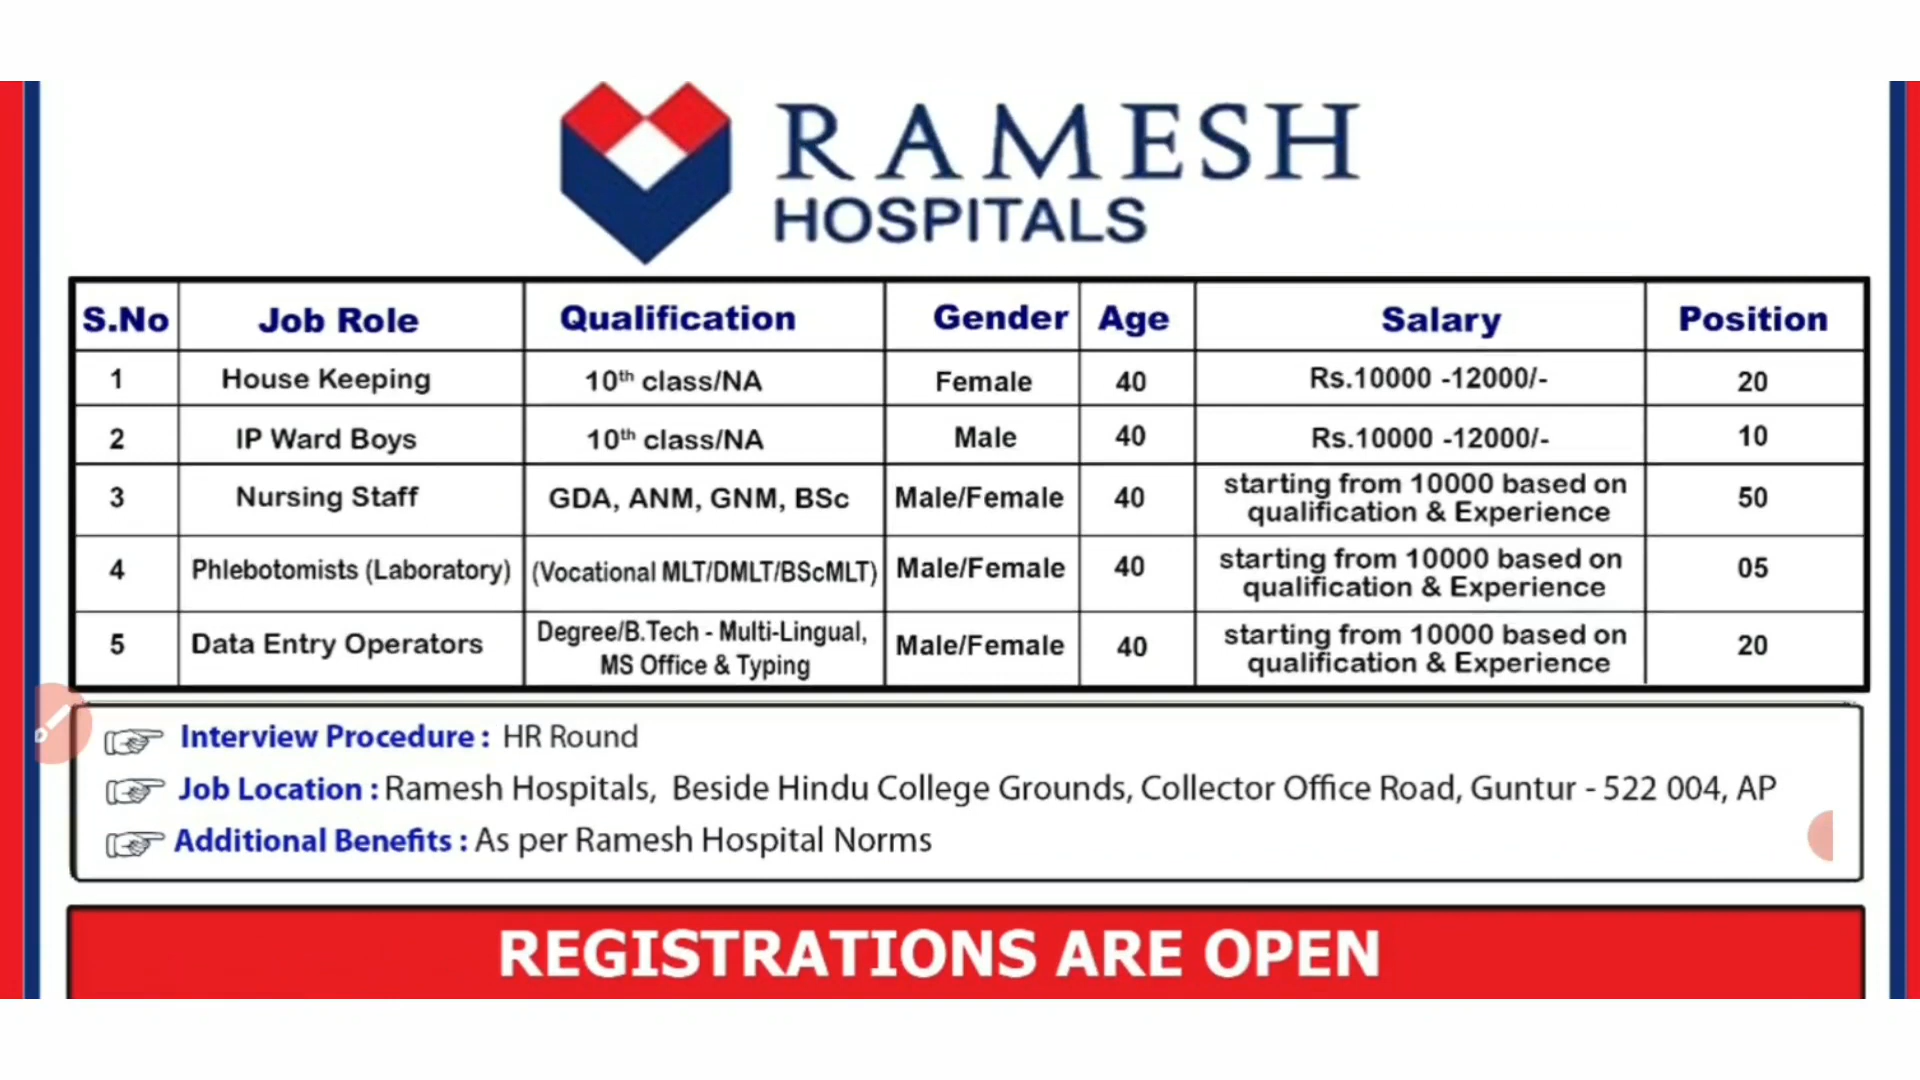 RAMESH
HOSPITALS
S.No Job Role Qualification Gender Age Salary Position
1 House Keeping 10th class/NA Female 40 Rs.10000 -12000/- 20
2 IP Ward Boys 10th class/NA Male 40 Rs.10000 -12000/- 10
3 Nursing Staff GDA, ANM, GNM, BSc Male/Female 40 starting from 10000 based on qualification & Experience 50
4 Phlebotomists (Laboratory) (Vocational MLT/DMLT/BScMLT) Male/Female 40 starting from 10000 based on qualification & Experience 05
5 Data Entry Operators Degree/B.Tech - Multi-Lingual, MS Office & Typing Male/Female 40 starting from 10000 based on qualification & Experience 20
Interview Procedure : HR Round
Job Location : Ramesh Hospitals, Beside Hindu College Grounds, Collector Office Road, Guntur - 522 004, AP
Additional Benefits : As per Ramesh Hospital Norms
REGISTRATIONS ARE OPEN